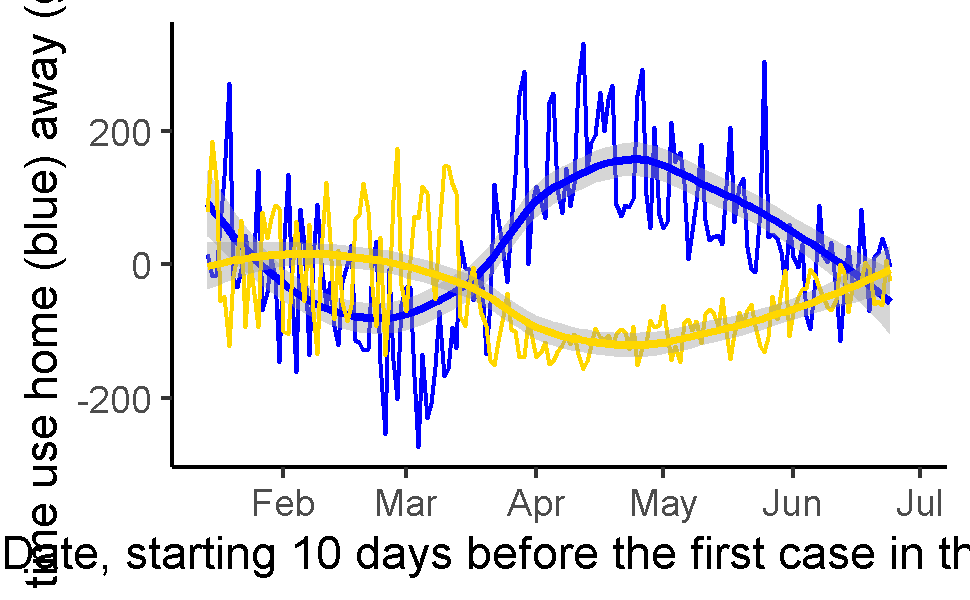 time use home (blue) away (
200
0
-200
Feb Mar Apr May Jun Jul
Date, starting 10 days before the first case in th